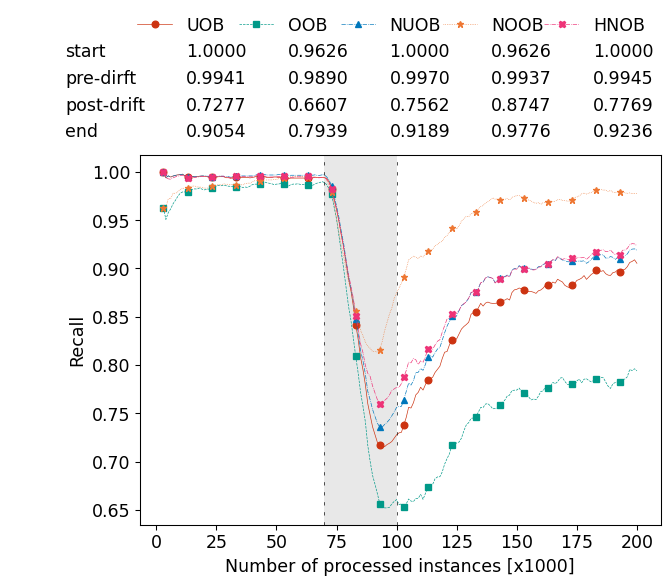 UOB OOB NUOB NOOB HNOB
start 1.0000 0.9626 1.0000 0.9626 1.0000
pre-dirft 0.9941 0.9890 0.9970 0.9937 0.9945
post-drift 0.7277 0.6607 0.7562 0.8747 0.7769
end 0.9054 0.7939 0.9189 0.9776 0.9236
1.00
0.95
0.90
0.85
0.80
0.75
0.70
0.65
Recall
0 25 50 75 100 125 150 175 200
Number of processed instances [x1000]